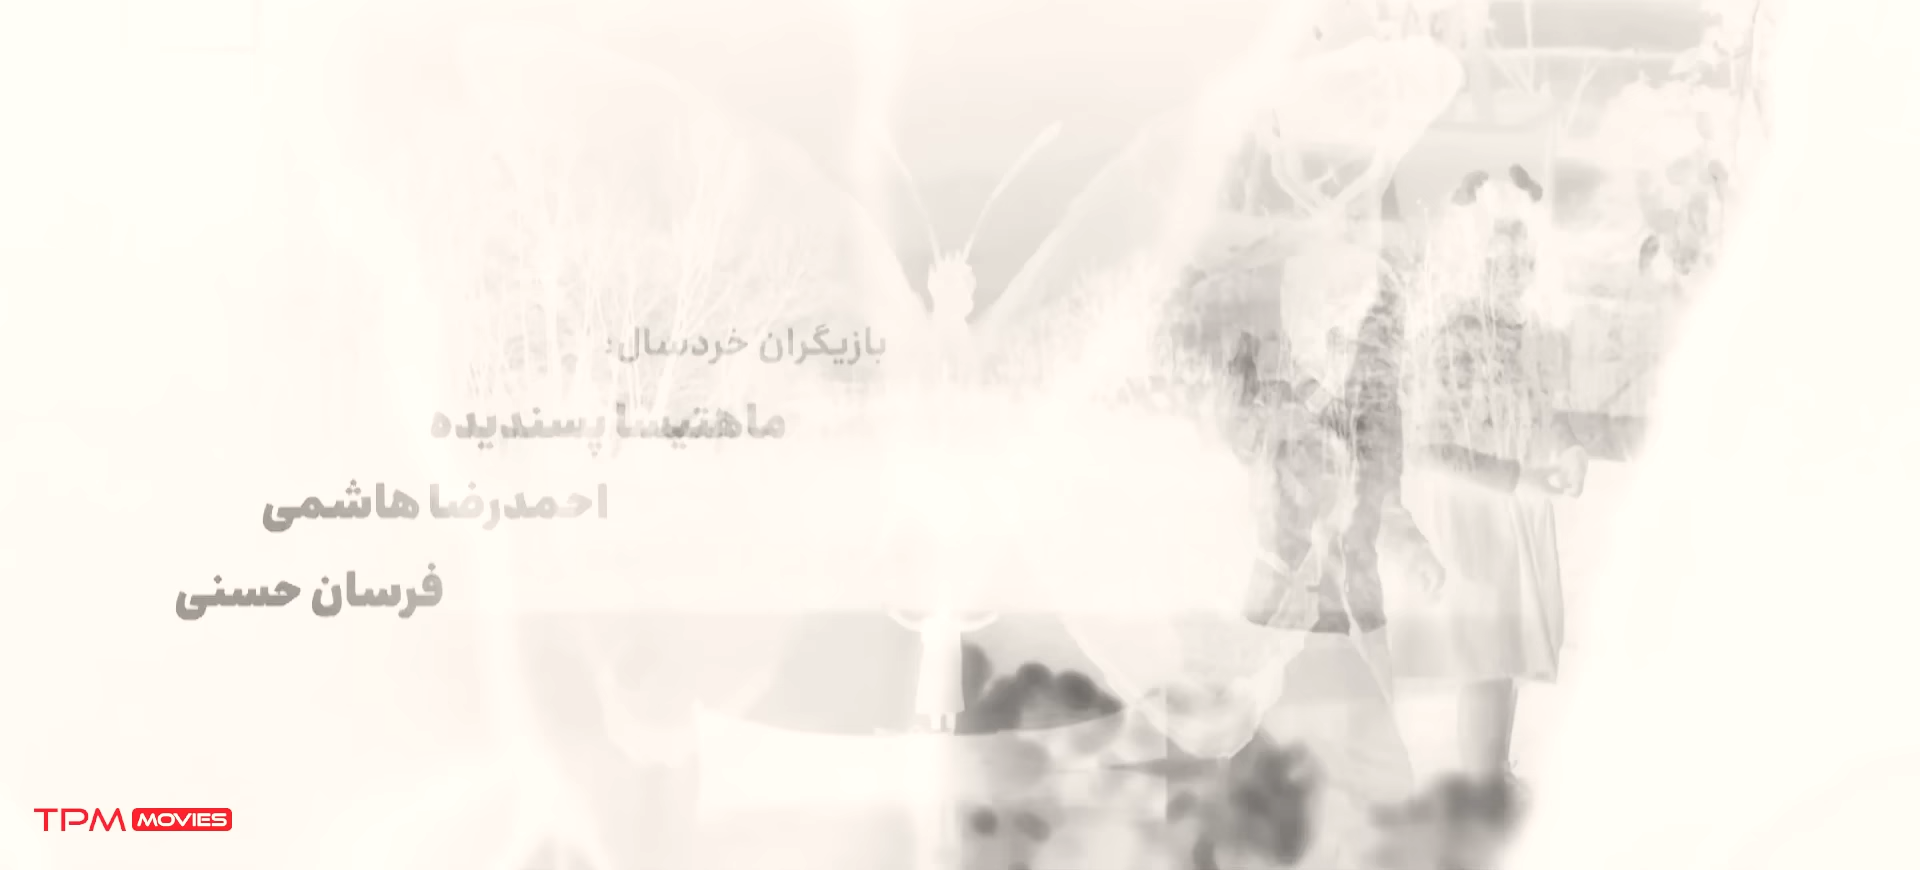 بازیگران خردسال:
ماهتیسا پسندیده
احمدرضا هاشمی
فرسان حسنی
TPM MOVIES